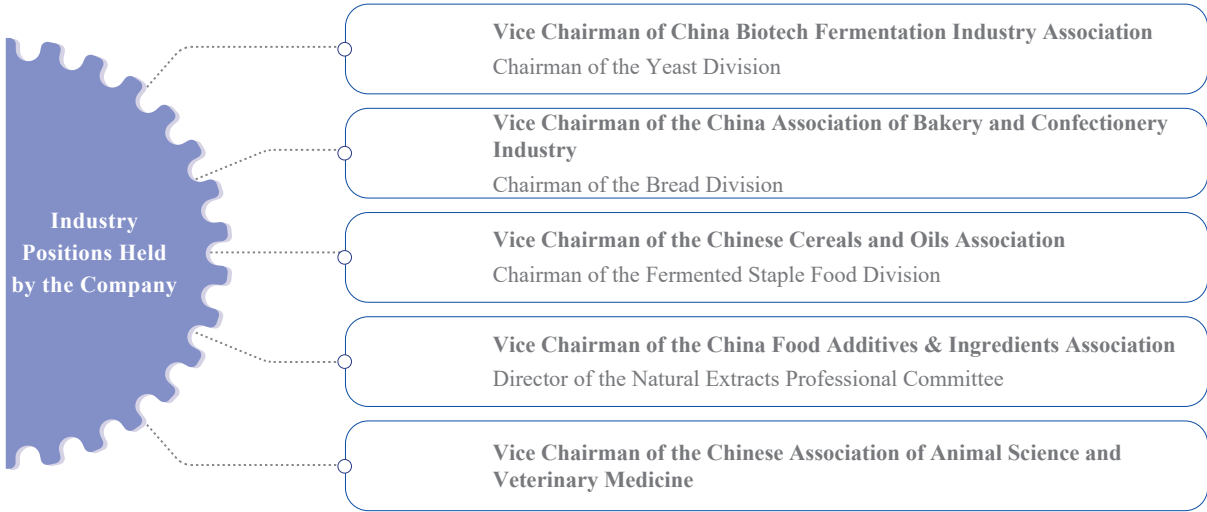 Industry
Positions Held
by the Company
Vice Chairman of China Biotech Fermentation Industry Association
Chairman of the Yeast Division
Vice Chairman of the China Association of Bakery and Confectionery
Industry
Chairman of the Bread Division
Vice Chairman of the Chinese Cereals and Oils Association
Chairman of the Fermented Staple Food Division
Vice Chairman of the China Food Additives & Ingredients Association
Director of the Natural Extracts Professional Committee
Vice Chairman of the Chinese Association of Animal Science and
Veterinary Medicine